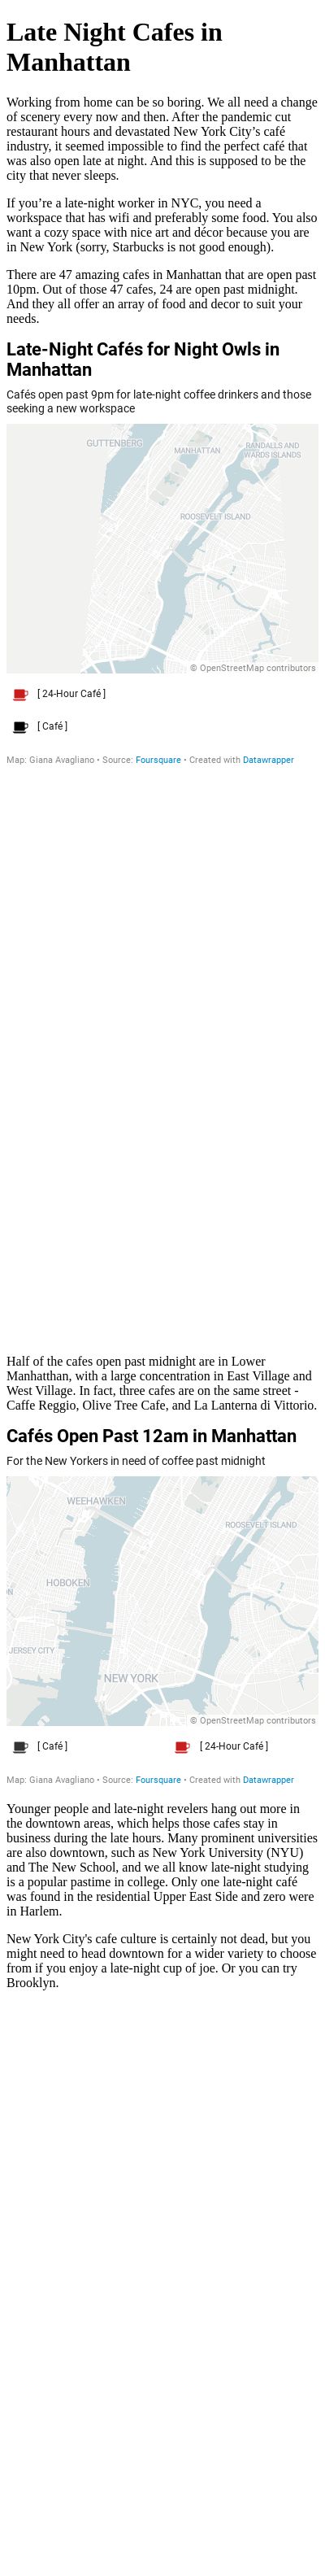 Late Night Cafes in
Manhattan
Working from home can be so boring. We all need a change
of scenery every now and then. After the pandemic cut
restaurant hours and devastated New York City’s café
industry, it seemed impossible to find the perfect café that
was also open late at night. And this is supposed to be the
city that never sleeps.
If you’re a late-night worker in NYC, you need a
workspace that has wifi and preferably some food. You also
want a cozy space with nice art and décor because you are
in New York (sorry, Starbucks is not good enough).
There are 47 amazing cafes in Manhattan that are open past
10pm. Out of those 47 cafes, 24 are open past midnight.
And they all offer an array of food and decor to suit your
needs.
Late-Night Cafés for Night Owls in
Manhattan
Cafés open past 9pm for late-night coffee drinkers and those
seeking a new workspace
GUTTENBERG
MANHATTAN
RANDALLS AND
WARDS ISLANDS
ROOSEVELT ISLAND
© OpenStreetMap contributors
[ 24-Hour Café ]
[ Café ]
Map: Giana Avagliano • Source: Foursquare • Created with Datawrapper
Half of the cafes open past midnight are in Lower
Manhatthan, with a large concentration in East Village and
West Village. In fact, three cafes are on the same street -
Caffe Reggio, Olive Tree Cafe, and La Lanterna di Vittorio.
Cafés Open Past 12am in Manhattan
For the New Yorkers in need of coffee past midnight
WEEHAWKEN
ROOSEVELT ISLAND
HOBOKEN
ON
JERSEY CITY
NEW YORK
© OpenStreetMap contributors
[ Café ]
[ 24-Hour Café ]
Map: Giana Avagliano • Source: Foursquare • Created with Datawrapper
Younger people and late-night revelers hang out more in
the downtown areas, which helps those cafes stay in
business during the late hours. Many prominent universities
are also downtown, such as New York University (NYU)
and The New School, and we all know late-night studying
is a popular pastime in college. Only one late-night café
was found in the residential Upper East Side and zero were
in Harlem.
New York City's cafe culture is certainly not dead, but you
might need to head downtown for a wider variety to choose
from if you enjoy a late-night cup of joe. Or you can try
Brooklyn.